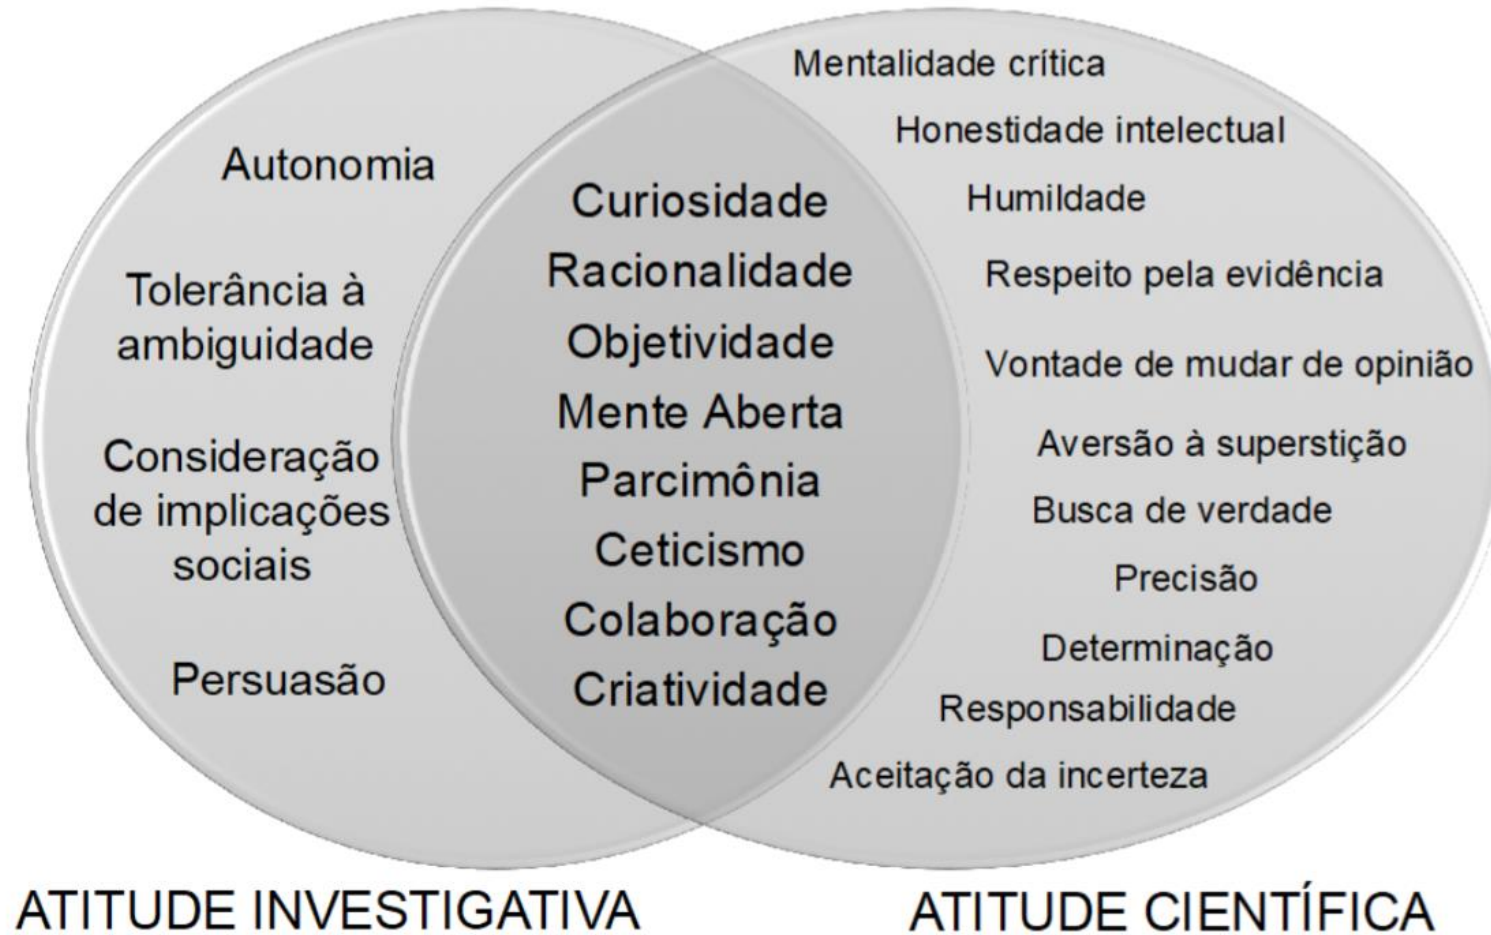 Autonomia
Tolerância à
ambiguidade
Consideração
de implicações
sociais
Persuasão
Curiosidade
Racionalidade
Objetividade
Mente Aberta
Parcimônia
Ceticismo
Colaboração
Criatividade
Mentalidade crítica
Honestidade intelectual
Humildade
Respeito pela evidência
Vontade de mudar de opinião
Aversão à superstição
Busca de verdade
Precisão
Determinação
Responsabilidade
Aceitação da incerteza
ATITUDE INVESTIGATIVA
ATITUDE CIENTÍFICA